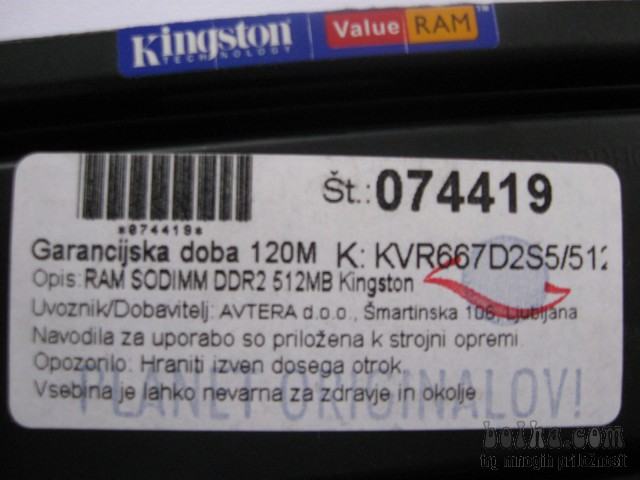 Kingston Value RAM™
TECHNOLOGY
Št.: 074419
*074419*
Garancijska doba 120M K: KVR667D2S5/512
Opis: RAM SODIMM DDR2 512MB Kingston
Uvoznik/Dobavitelj: AVTERA d.o.o., Šmartinska 106, Ljubljana
Navodila za uporabo so priložena k strojni opremi.
Opozorilo: Hraniti izven dosega otrok.
Vsebina je lahko nevarna za zdravje in okolje
PLANET ORIGINALOV!
bolha.com
trg mnogih priložnosti